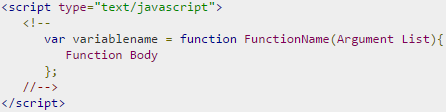 <script type="text/javascript">
<!--
var variablename = function FunctionName(Argument List){
Function Body
};
//-->
</script>